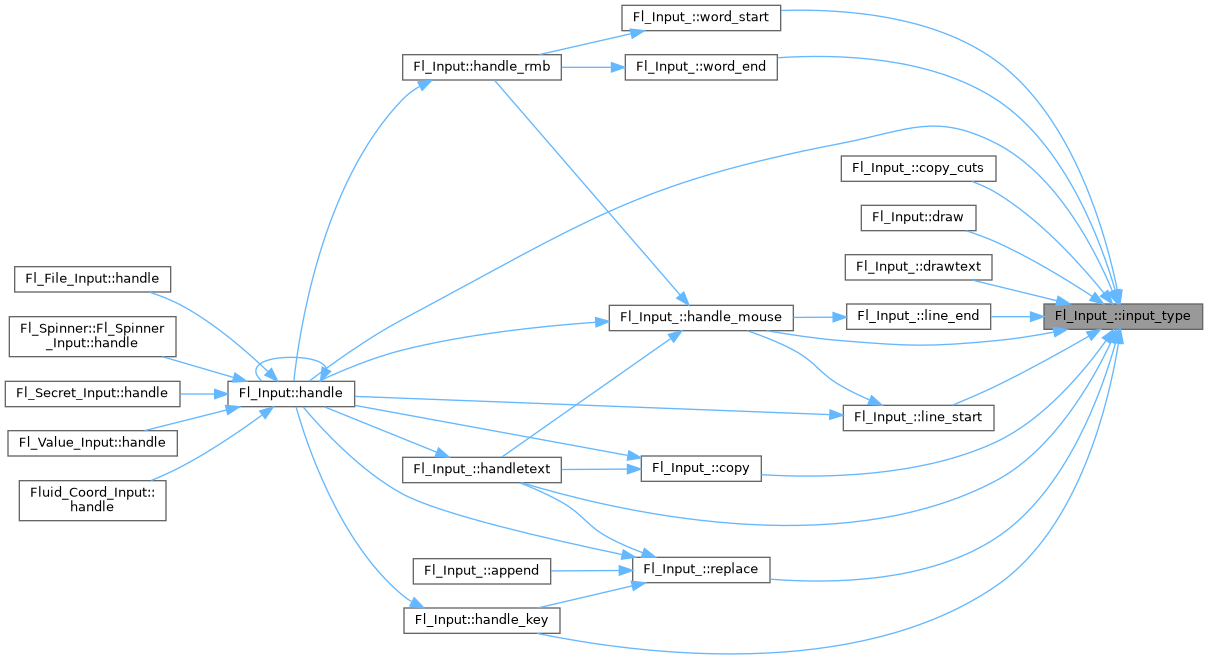 Fl_Input_::word_start
Fl_Input::handle_rmb
Fl_Input_::word_end
Fl_Input_::copy_cuts
Fl_Input::draw
Fl_Input_::drawtext
Fl_File_Input::handle
Fl_Input_::handle_mouse
Fl_Input_::line_end
Fl_Input_::input_type
Fl_Spinner::Fl_Spinner
_Input::handle
Fl_Secret_Input::handle
Fl_Input::handle
Fl_Input_::line_start
Fl_Value_Input::handle
Fl_Input_::handletext
Fl_Input_::copy
Fluid_Coord_Input::
handle
Fl_Input_::append
Fl_Input_::replace
Fl_Input::handle_key